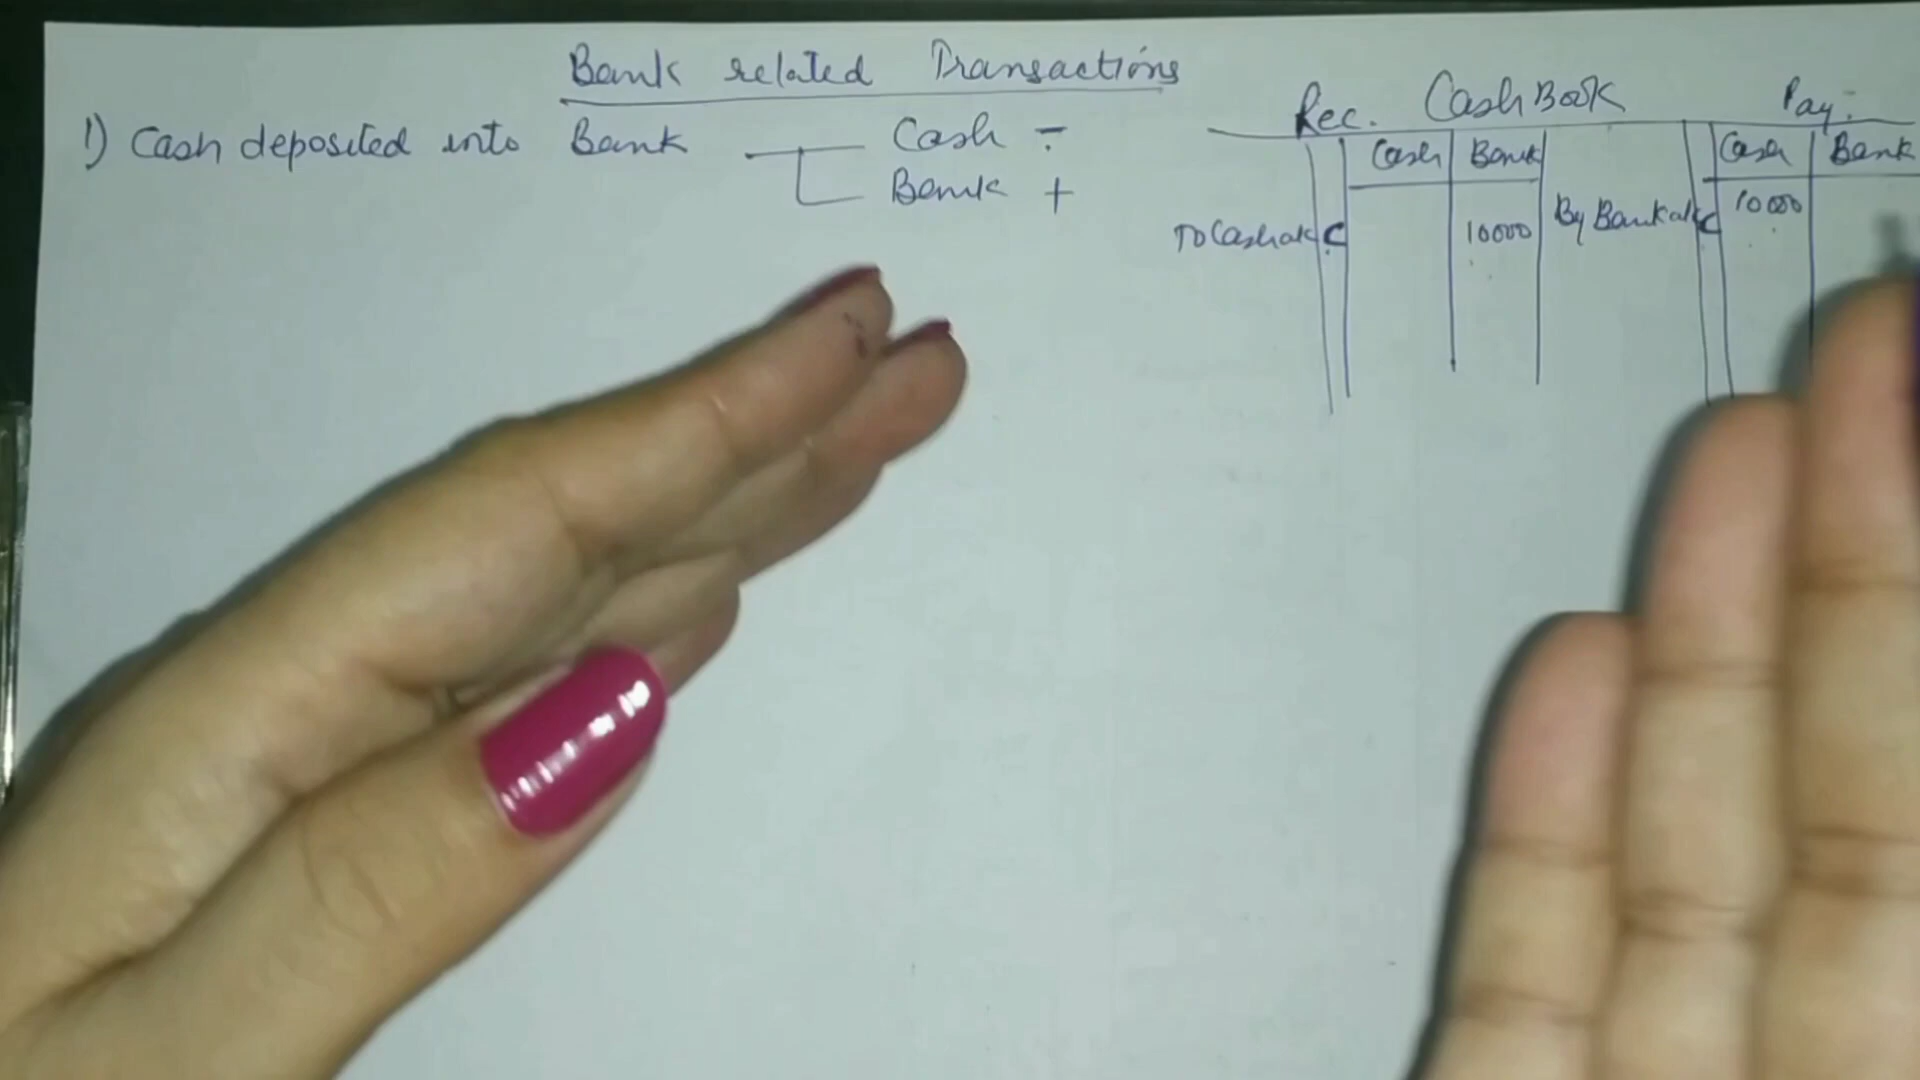 Bank related Transactions
1) Cash deposited into Bank
Cash -
Bank +
Rec. Cash Book Pay.
Cash Bank Cash Bank
To Cash a/c C 10000 By Bank a/c C 10000